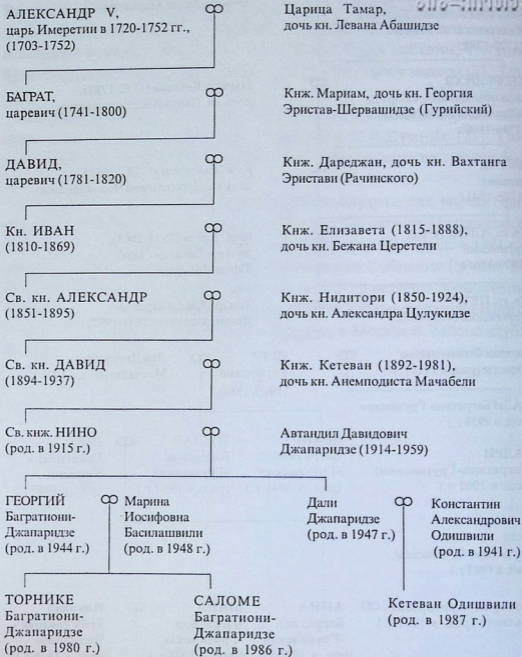 АЛЕКСАНДР V,
царь Имеретии в 1720-1752 гг.,
(1703-1752)
Царица Тамар,
дочь кн. Левана Абашидзе
БАГРАТ,
царевич (1741-1800)
Княж. Мариам, дочь кн. Георгия
Эристав-Шервашидзе (Гурийский)
ДАВИД,
царевич (1781-1820)
Княж. Дареджан, дочь кн. Вахтанга
Эристави (Рачинского)
Кн. ИВАН
(1810-1869)
Княж. Елизавета (1815-1888),
дочь кн. Бежана Церетели
Св. кн. АЛЕКСАНДР
(1851-1895)
Княж. Нидитори (1850-1924),
дочь кн. Александра Цулукидзе
Св. кн. ДАВИД
(1894-1937)
Княж. Кетеван (1892-1981),
дочь кн. Анемподиста Мачабели
Св. княж. НИНО
(род. в 1915 г.)
Автандил Давидович
Джапаридзе (1914-1959)
ГЕОРГИЙ
Багратиони-
Джапаридзе
(род. в 1944 г.)
Марина
Иосифовна
Басилашвили
(род. в 1948 г.)
Дали
Джапаридзе
(род. в 1947 г.)
Константин
Александрович
Одишвили
(род. в 1941 г.)
ТОРНИКЕ
Багратиони-
Джапаридзе
(род. в 1980 г.)
САЛОМЕ
Багратиони-
Джапаридзе
(род. в 1986 г.)
Кетеван Одишвили
(род. в 1987 г.)